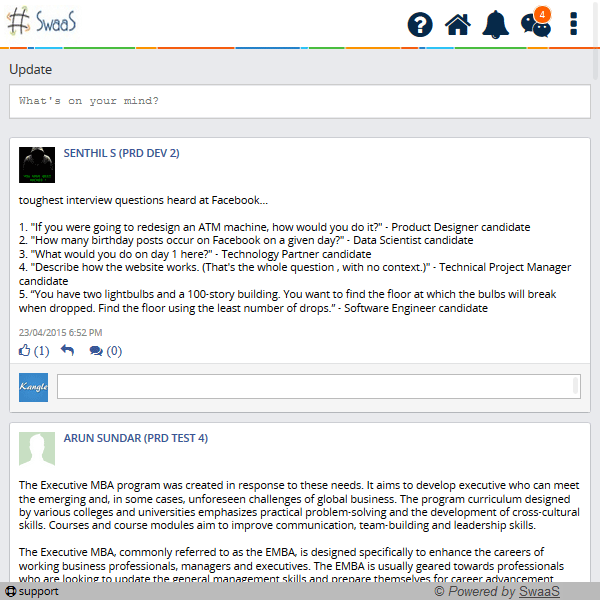 SwaaS
4
Update
What's on your mind?
SENTHIL S (PRD DEV 2)
toughest interview questions heard at Facebook...
1. "If you were going to redesign an ATM machine, how would you do it?" - Product Designer candidate
2. "How many birthday posts occur on Facebook on a given day?" - Data Scientist candidate
3. "What would you do on day 1 here?" - Technology Partner candidate
4. "Describe how the website works. (That's the whole question , with no context.)" - Technical Project Manager
candidate
5. “You have two lightbulbs and a 100-story building. You want to find the floor at which the bulbs will break
when dropped. Find the floor using the least number of drops.” - Software Engineer candidate
23/04/2015 6:52 PM
(1) (0)
Kangle
ARUN SUNDAR (PRD TEST 4)
The Executive MBA program was created in response to these needs. It aims to develop executive who can meet
the emerging and, in some cases, unforeseen challenges of global business. The program curriculum designed
by various colleges and universities emphasizes practical problem-solving and the development of cross-cultural
skills. Courses and course modules aim to improve communication, team-building and leadership skills.
The Executive MBA, commonly referred to as the EMBA, is designed specifically to enhance the careers of
working business professionals, managers and executives. The EMBA is usually geared towards professionals
who are looking to update the general management skills and prepare themselves for career advancement
support © Powered by SwaaS